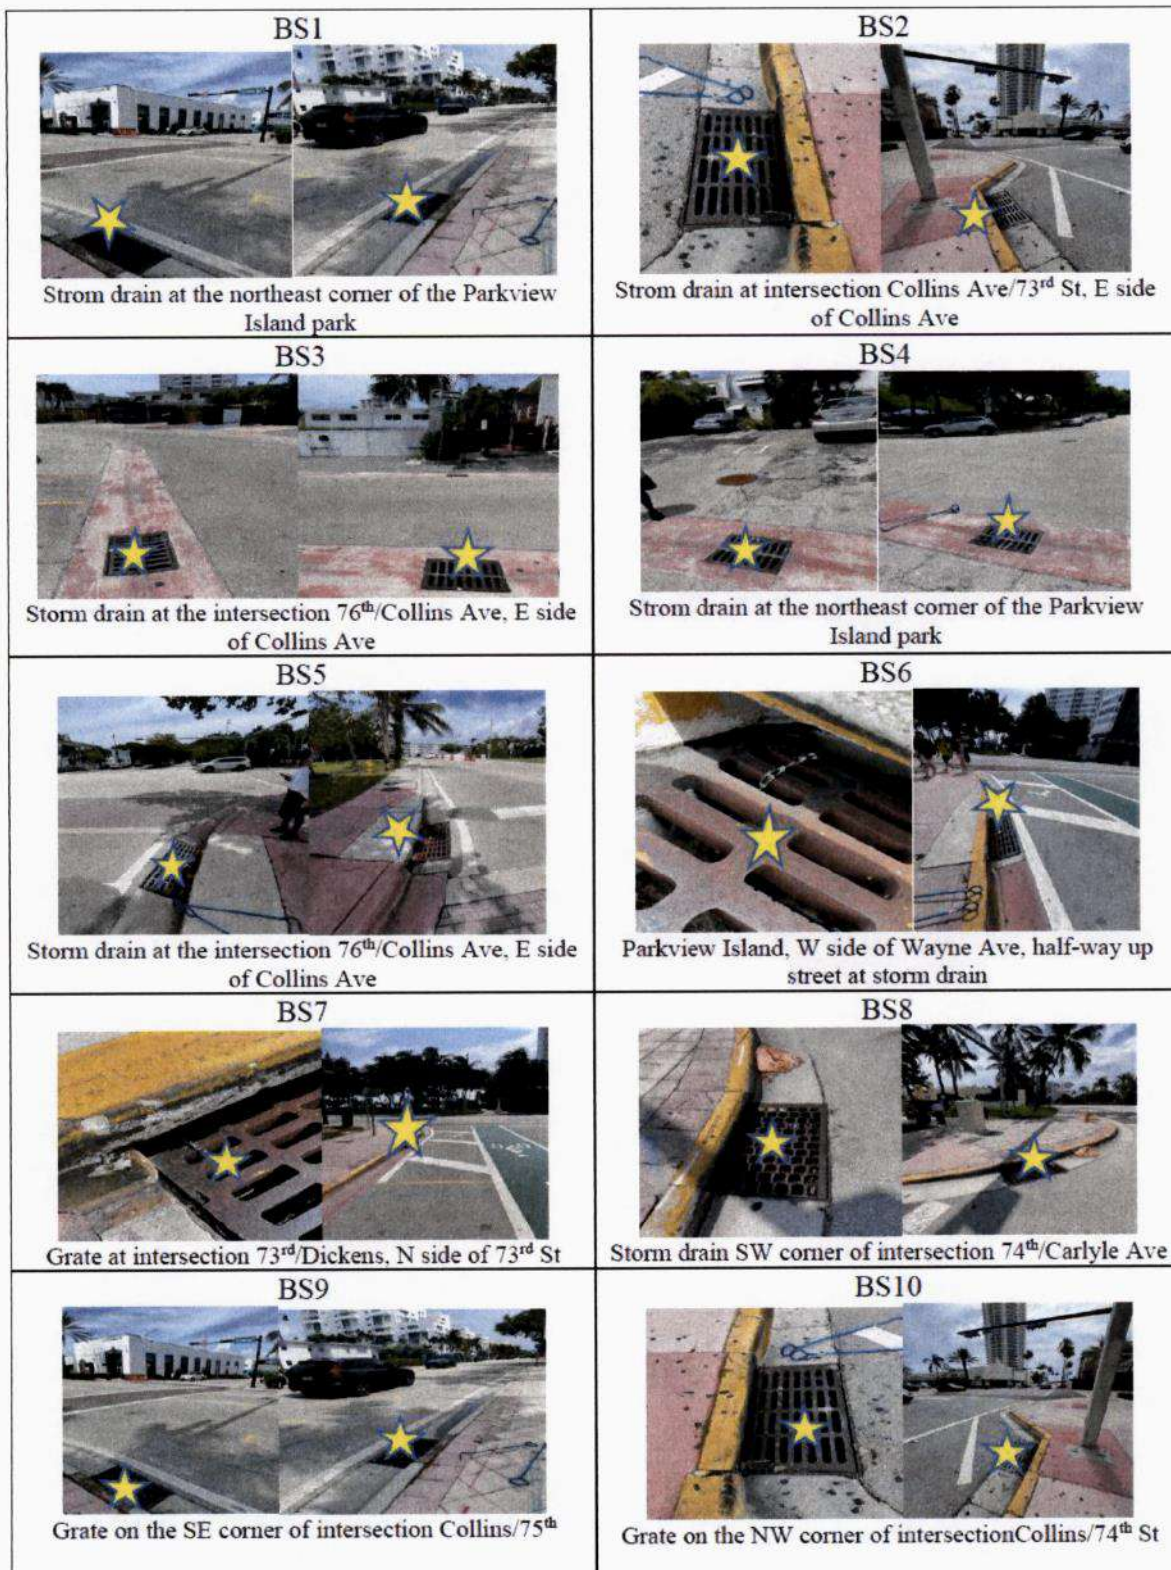 BS1
Strom drain at the northeast corner of the Parkview
Island park
BS2
Strom drain at intersection Collins Ave/73rd St, E side
of Collins Ave
BS3
Storm drain at the intersection 76th/Collins Ave, E side
of Collins Ave
BS4
Strom drain at the northeast corner of the Parkview
Island park
BS5
Storm drain at the intersection 76th/Collins Ave, E side
of Collins Ave
BS6
Parkview Island, W side of Wayne Ave, half-way up
street at storm drain
BS7
Grate at intersection 73rd/Dickens, N side of 73rd St
BS8
Storm drain SW corner of intersection 74th/Carlyle Ave
BS9
Grate on the SE corner of intersection Collins/75th
BS10
Grate on the NW corner of intersectionCollins/74th St